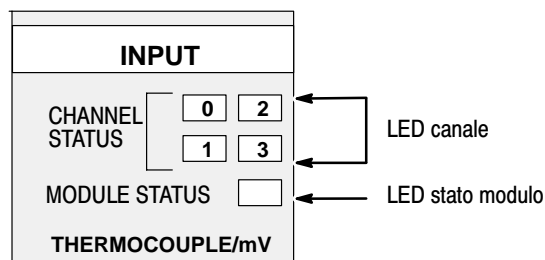 INPUT
CHANNEL
STATUS
0 2
1 3
LED canale
MODULE STATUS
LED stato modulo
THERMOCOUPLE/mV